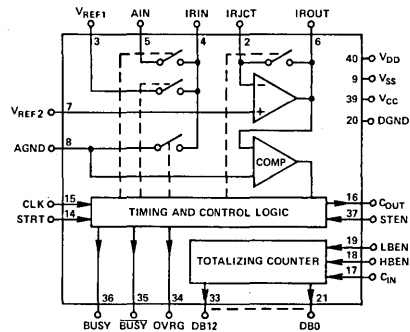 VREF1 AIN IRIN IRJCT IROUT
3 5 4 2 6
40 VDD
9 VSS
VREF2 7 39 VCC
20 DGND
- +
AGND 8
COMP
CLK 15 TIMING AND CONTROL LOGIC 16 COUT
STRT 14 37 STEN
19 LBEN
TOTALIZING COUNTER 18 HBEN
17 CIN
36 35 34 33 21
BUSY BUSY OVRG DB12 DB0